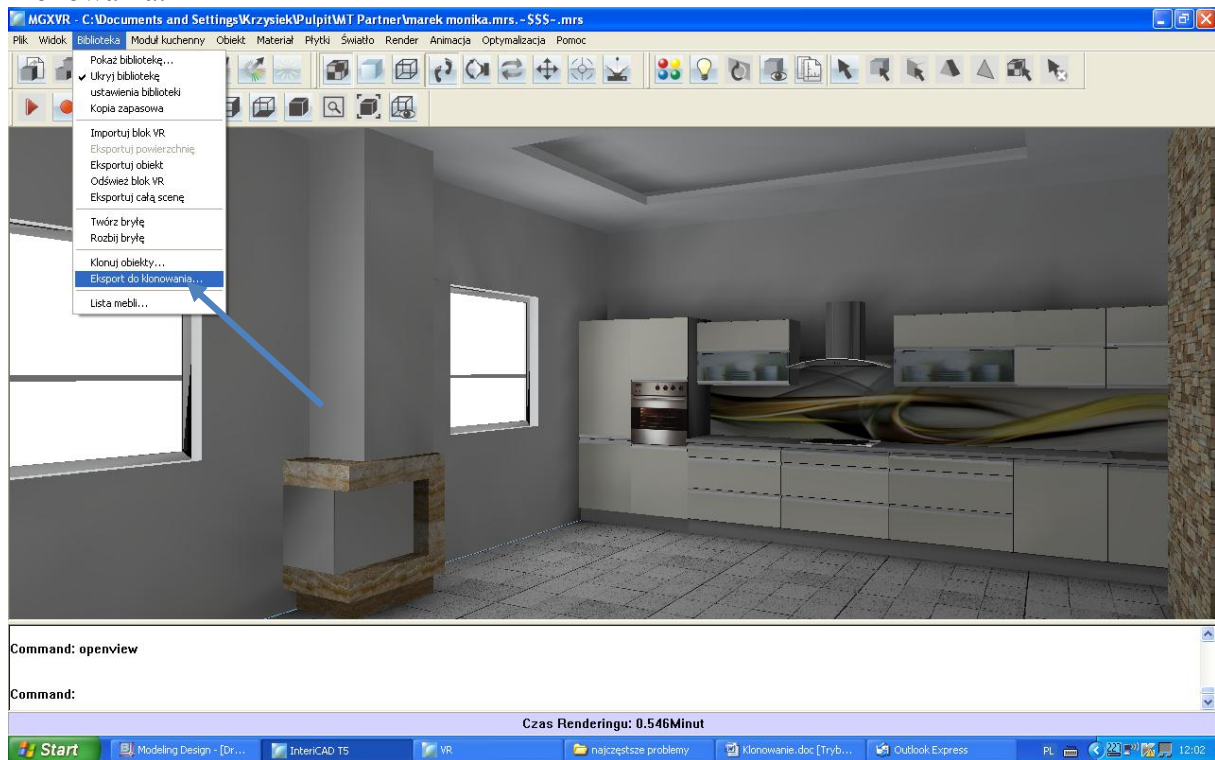 MGXVR - C:\Documents and Settings\Krzysiek\Pulpit\MT Partner\marek monika.mrs.~$$$~.mrs
Plik Widok Biblioteka Moduł kuchenny Obiekt Materiał Płytki Światło Render Animacja Optymalizacja Pomoc
Pokaż bibliotekę...
Ukryj bibliotekę
ustawienia biblioteki
Kopia zapasowa
Importuj blok VR
Eksportuj powierzchnię
Eksportuj obiekt
Odśwież blok VR
Eksportuj całą scenę
Twórz bryłę
Rozbij bryłę
Klonuj obiekty...
Eksport do klonowania...
Lista mebli...
Command: openview
Command:
Czas Renderingu: 0.546Minut
Start Modeling Design - [Dr... InteriCAD T5 VR najczęstsze problemy Klonowanie.doc [Tryb... Outlook Express PL 12:02